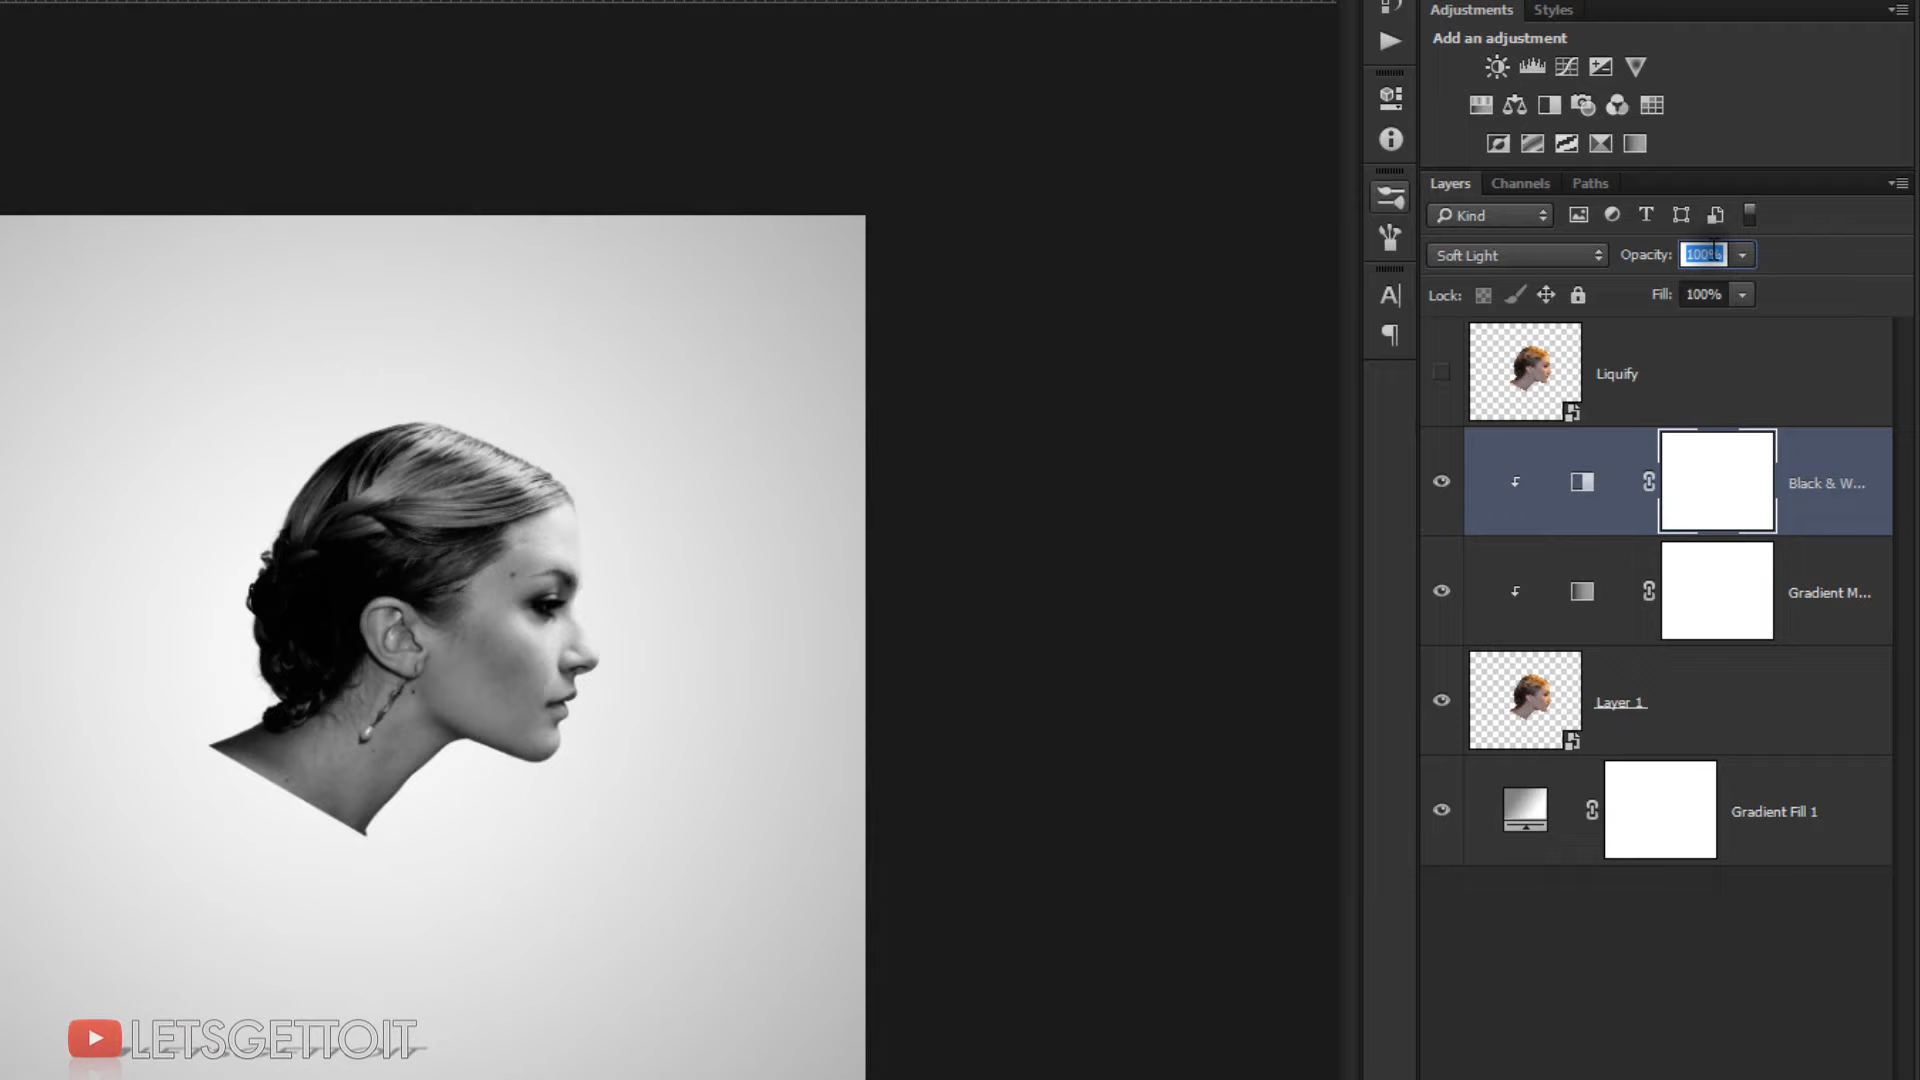 Adjustments Styles
Add an adjustment
Layers Channels Paths
Kind T
Soft Light Opacity: 100%
Lock: Fill: 100%
A|
¶
Liquify
Black & W...
Gradient M...
Layer 1
Gradient Fill 1
LETSGETTOIT